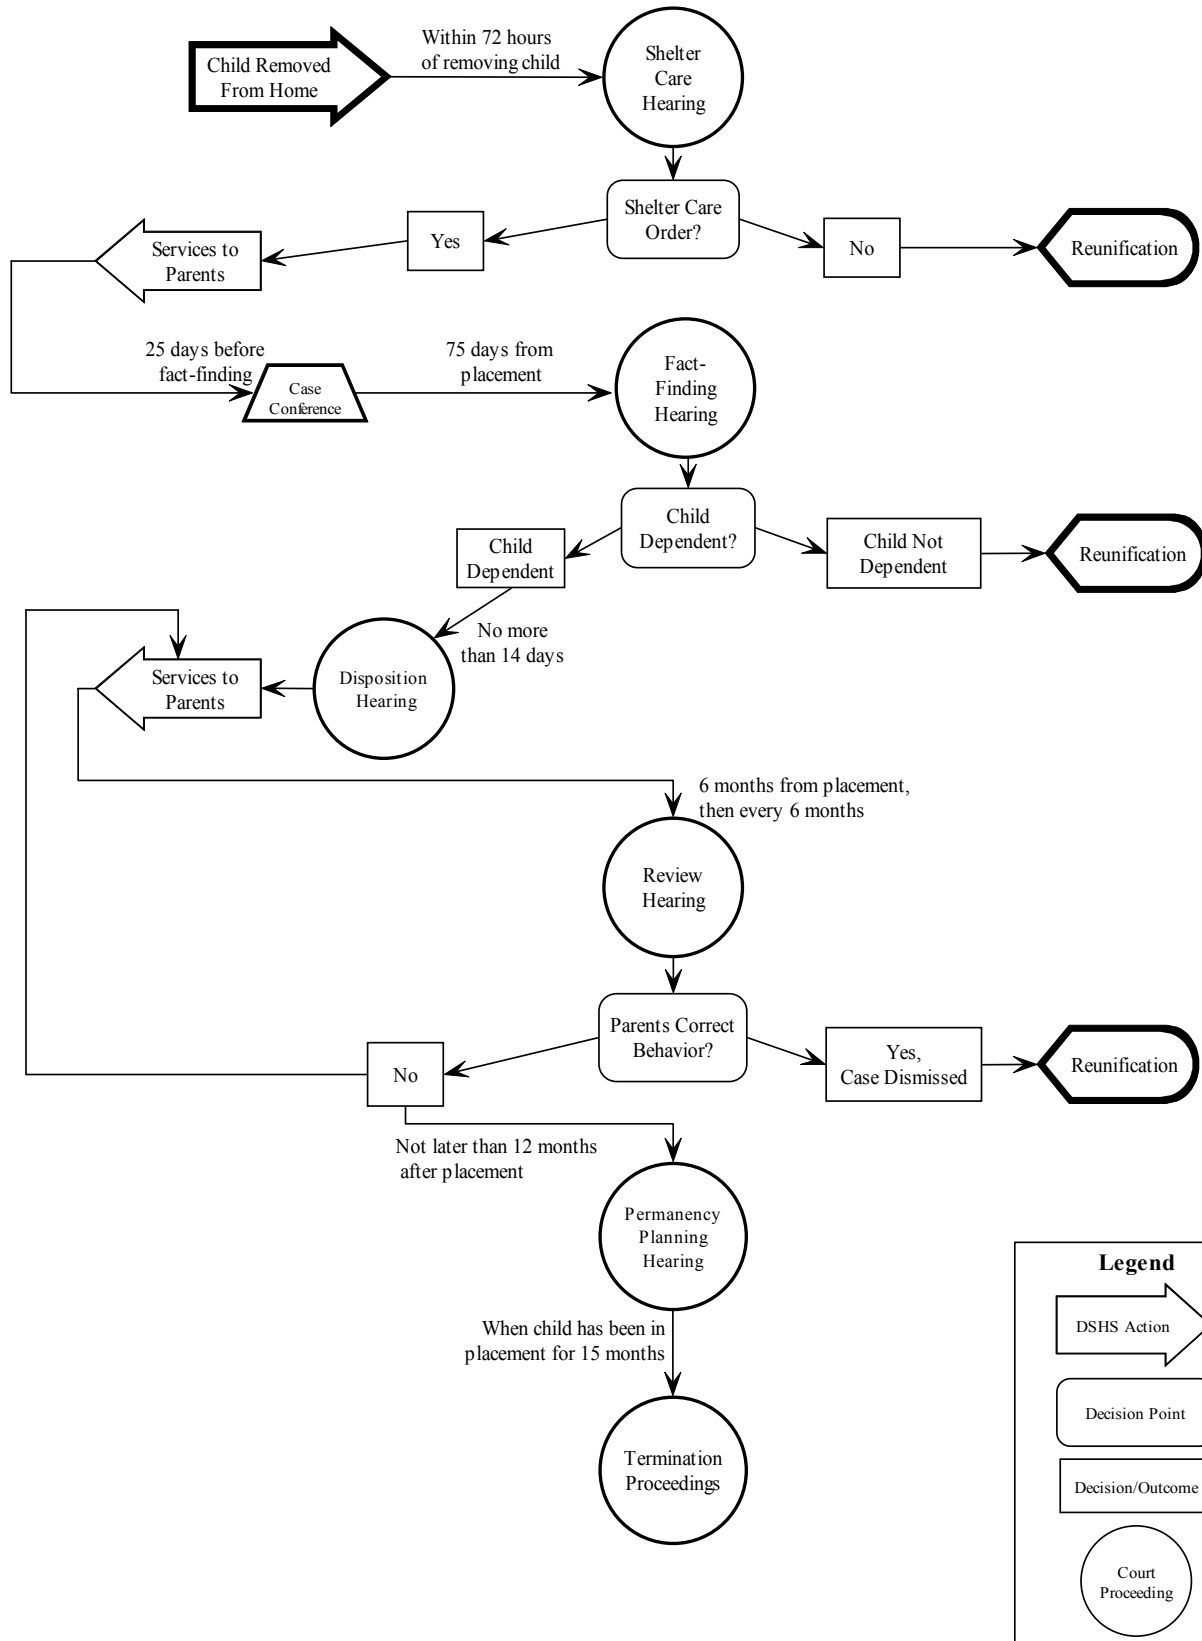 Child Removed
From Home
Within 72 hours
of removing child
Shelter
Care
Hearing
Shelter Care
Order?
Yes
No
Reunification
Services to
Parents
25 days before
fact-finding
Case
Conference
75 days from
placement
Fact-
Finding
Hearing
Child
Dependent?
Child
Dependent
Child Not
Dependent
Reunification
No more
than 14 days
Disposition
Hearing
Services to
Parents
6 months from placement,
then every 6 months
Review
Hearing
Parents Correct
Behavior?
No
Yes,
Case Dismissed
Reunification
Not later than 12 months
after placement
Permanency
Planning
Hearing
When child has been in
placement for 15 months
Termination
Proceedings
Legend
DSHS Action
Decision Point
Decision/Outcome
Court
Proceeding